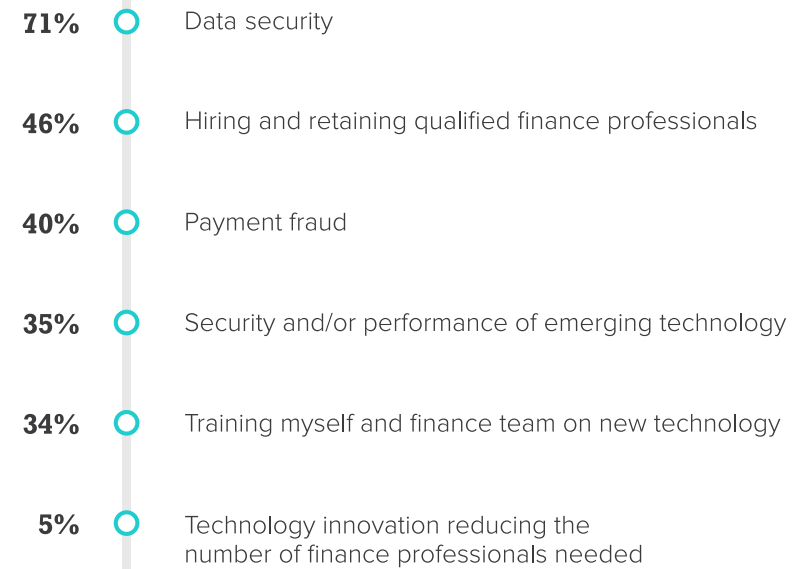 71% Data security
46% Hiring and retaining qualified finance professionals
40% Payment fraud
35% Security and/or performance of emerging technology
34% Training myself and finance team on new technology
5% Technology innovation reducing the
number of finance professionals needed